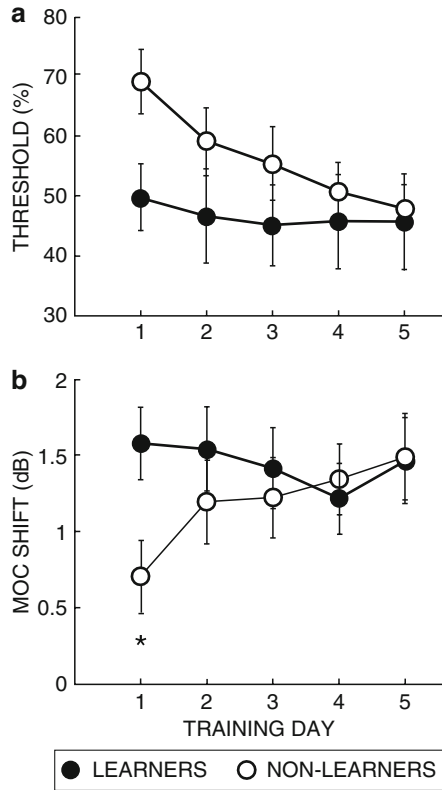 a
80
70
60
50
40
30
THRESHOLD (%)
1 2 3 4 5
b
2
1.5
1
0.5
0
MOC SHIFT (dB)
*
1 2 3 4 5
TRAINING DAY
LEARNERS NON-LEARNERS